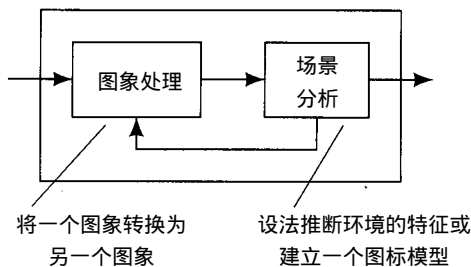 图象处理
场景
分析
将一个图象转换为
另一个图象
设法推断环境的特征或
建立一个图标模型